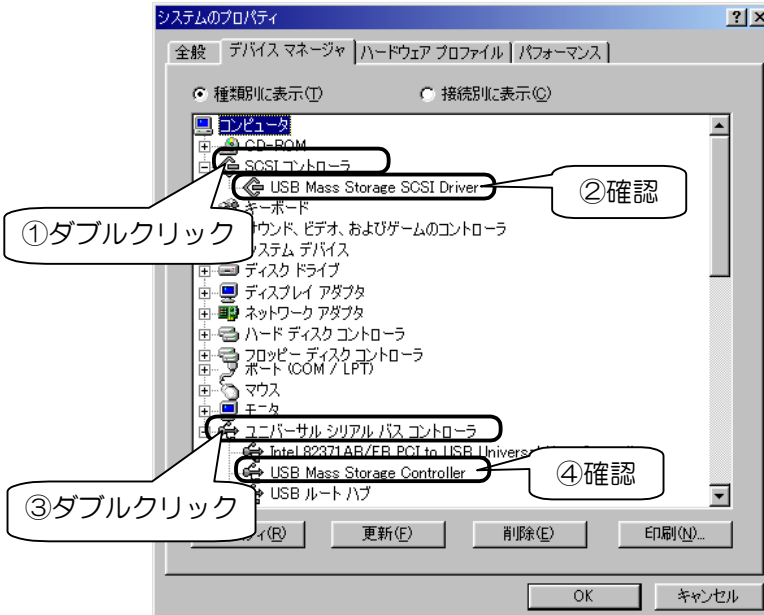 システムのプロパティ
全般 デバイス マネージャ ハードウェア プロファイル パフォーマンス
種類別に表示(T) 接続別に表示(C)
コンピュータ
CD-ROM
SCSI コントローラ
USB Mass Storage SCSI Driver
②確認
キーボード
①ダブルクリック
サウンド、ビデオ、およびゲームのコントローラ
システム デバイス
ディスク ドライブ
ディスプレイ アダプタ
ネットワーク アダプタ
ハード ディスク コントローラ
フロッピー ディスク コントローラ
ポート (COM / LPT)
マウス
モニタ
ユニバーサル シリアル バス コントローラ
Intel 82371AB/EB PCI to USB Univers
USB Mass Storage Controller
④確認
USB ルート ハブ
③ダブルクリック
(R) 更新(F) 削除(E) 印刷(N)...
OK キャンセル